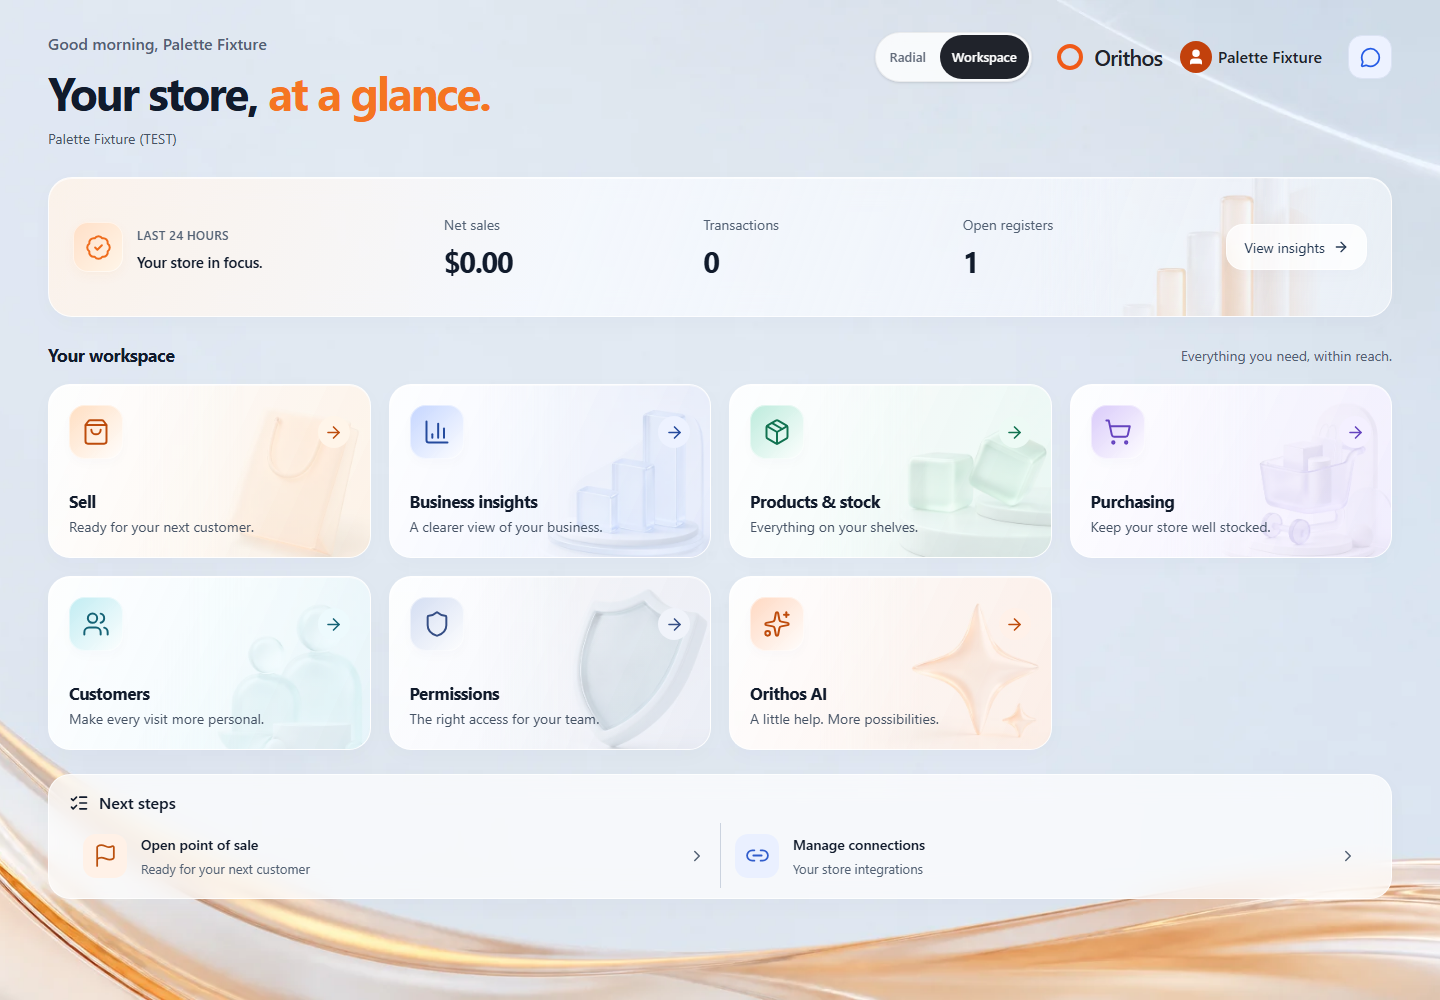 Good morning, Palette Fixture
Radial
Workspace
Orithos
Palette Fixture
Your store, at a glance.
Palette Fixture (TEST)
LAST 24 HOURS
Your store in focus.
Net sales
$0.00
Transactions
0
Open registers
1
View insights
Your workspace
Everything you need, within reach.
Sell
Ready for your next customer.
Business insights
A clearer view of your business.
Products & stock
Everything on your shelves.
Purchasing
Keep your store well stocked.
Customers
Make every visit more personal.
Permissions
The right access for your team.
Orithos AI
A little help. More possibilities.
Next steps
Open point of sale
Ready for your next customer
Manage connections
Your store integrations